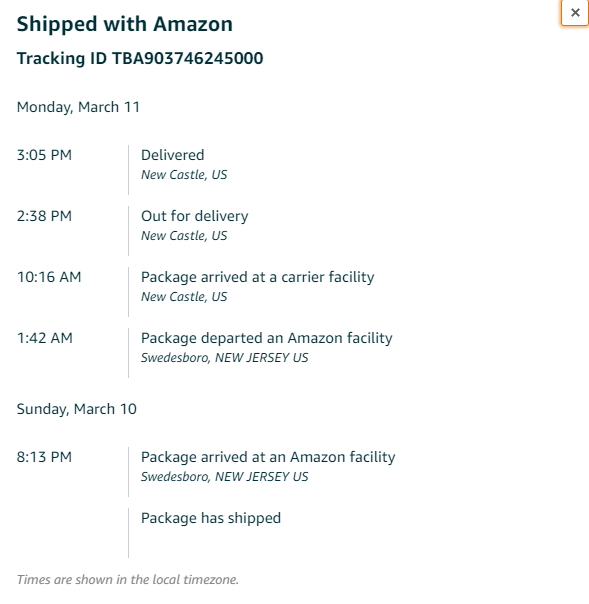 Shipped with Amazon
×
Tracking ID TBA903746245000
Monday, March 11
3:05 PM
Delivered
New Castle, US
2:38 PM
Out for delivery
New Castle, US
10:16 AM
Package arrived at a carrier facility
New Castle, US
1:42 AM
Package departed an Amazon facility
Swedesboro, NEW JERSEY US
Sunday, March 10
8:13 PM
Package arrived at an Amazon facility
Swedesboro, NEW JERSEY US
Package has shipped
Times are shown in the local timezone.